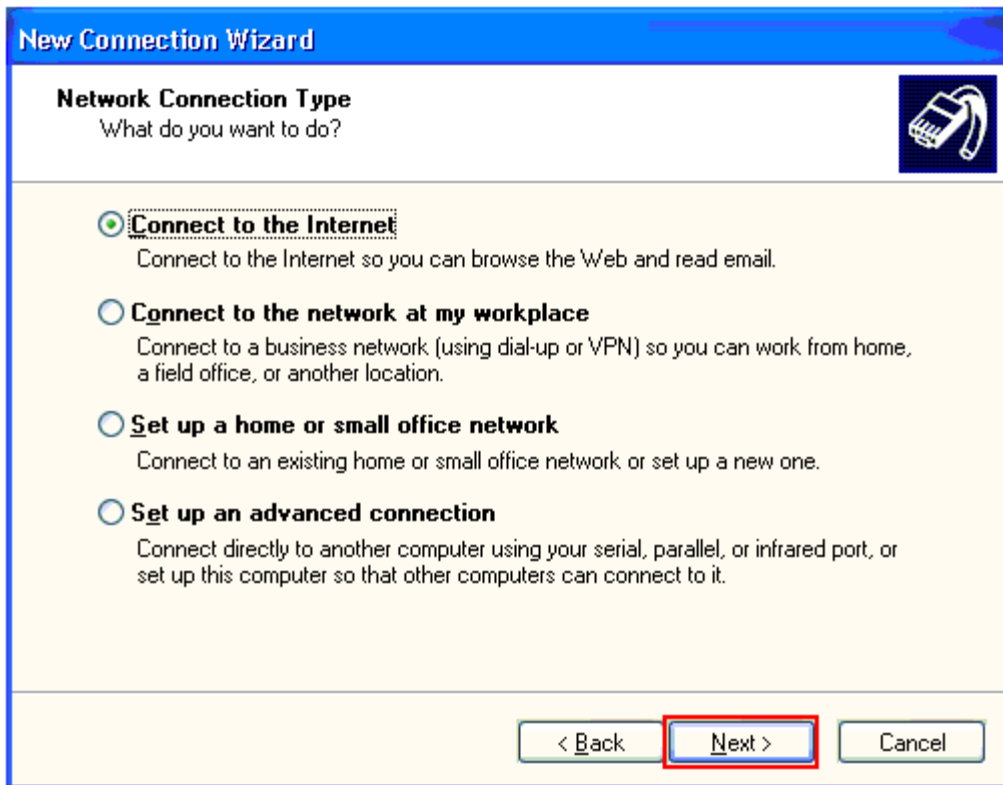 New Connection Wizard
Network Connection Type
What do you want to do?
Connect to the Internet
Connect to the Internet so you can browse the Web and read email.
Connect to the network at my workplace
Connect to a business network (using dial-up or VPN) so you can work from home,
a field office, or another location.
Set up a home or small office network
Connect to an existing home or small office network or set up a new one.
Set up an advanced connection
Connect directly to another computer using your serial, parallel, or infrared port, or
set up this computer so that other computers can connect to it.
< Back Next > Cancel